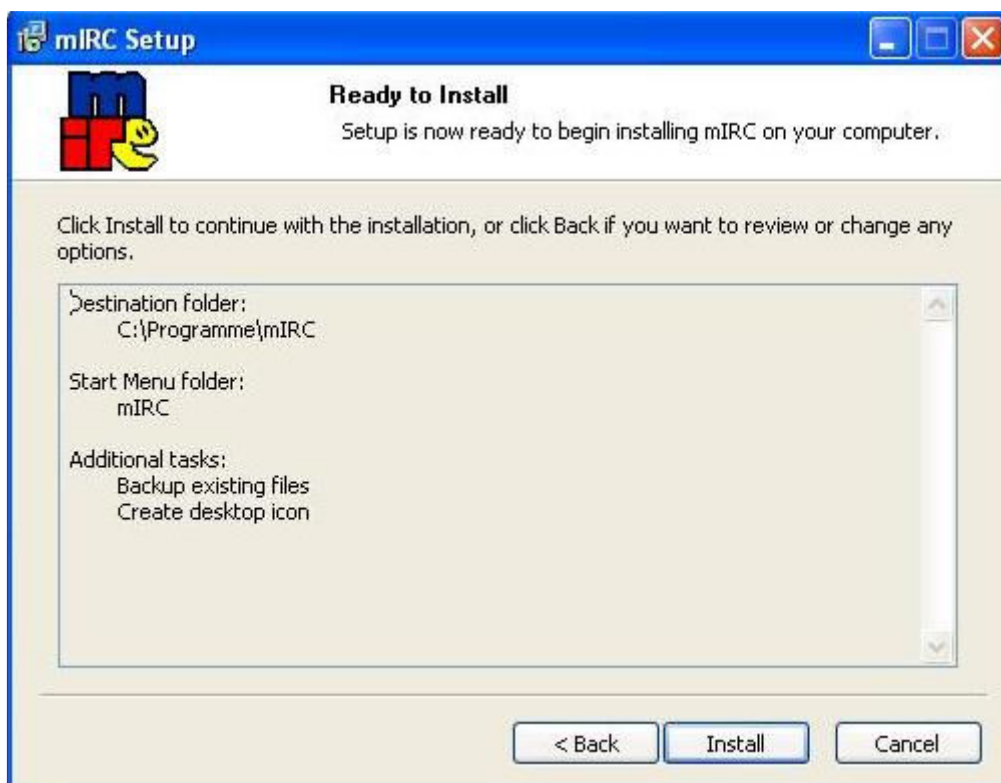 mIRC Setup
mIRC
Ready to Install
Setup is now ready to begin installing mIRC on your computer.
Click Install to continue with the installation, or click Back if you want to review or change any
options.
Destination folder:
C:\Programme\mIRC
Start Menu folder:
mIRC
Additional tasks:
Backup existing files
Create desktop icon
< Back
Install
Cancel